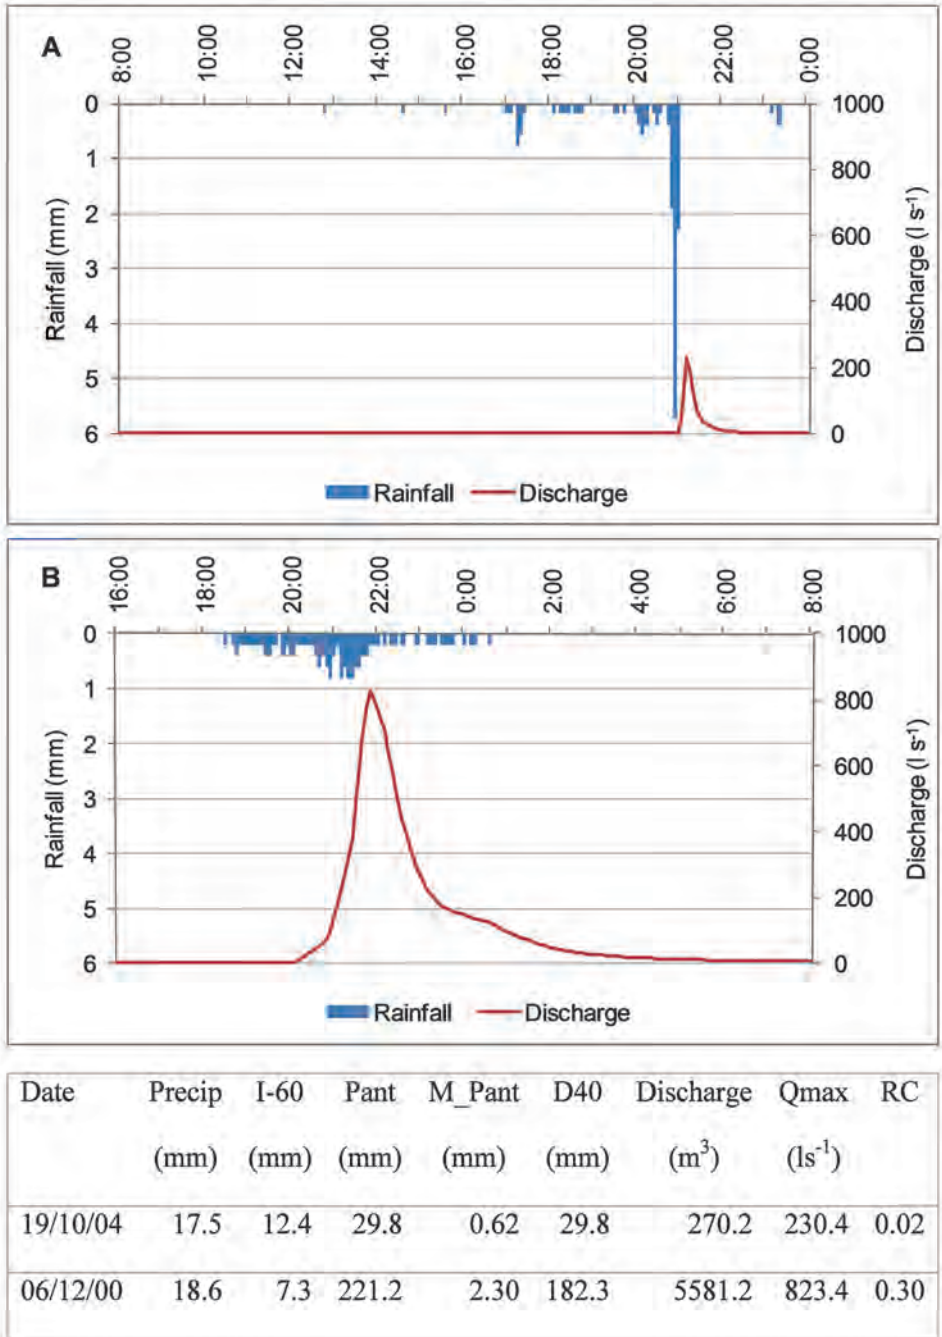 A
8:00 10:00 12:00 14:00 16:00 18:00 20:00 22:00 0:00
0 1000
1 800
2 600
3
4 400
5 200
6 0
Rainfall (mm)
Discharge (l s-1)
Rainfall Discharge
B
16:00 18:00 20:00 22:00 0:00 2:00 4:00 6:00 8:00
0 1000
1 800
2 600
3
4 400
5 200
6 0
Rainfall (mm)
Discharge (l s-1)
Rainfall Discharge
Date Precip I-60 Pant M_Pant D40 Discharge Qmax RC
(mm) (mm) (mm) (mm) (mm) (m³) (ls⁻¹)
19/10/04 17.5 12.4 29.8 0.62 29.8 270.2 230.4 0.02
06/12/00 18.6 7.3 221.2 2.30 182.3 5581.2 823.4 0.30